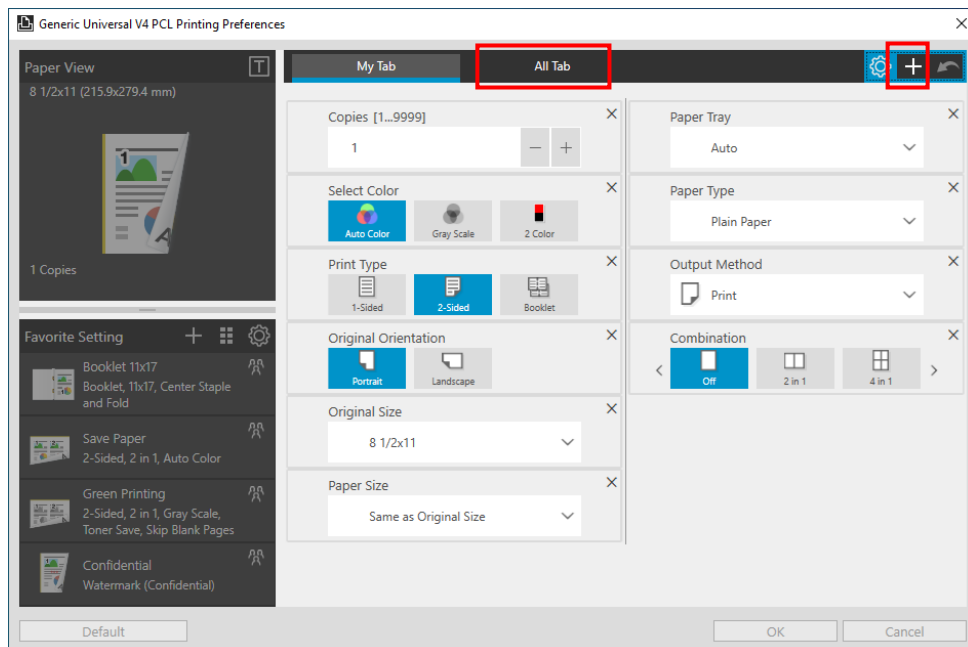 Generic Universal V4 PCL Printing Preferences
Paper View
T
8 1/2x11 (215.9x279.4 mm)
1
1 Copies
Favorite Setting
Booklet 11x17
Booklet, 11x17, Center Staple
and Fold
Save Paper
2-Sided, 2 in 1, Auto Color
Green Printing
2-Sided, 2 in 1, Gray Scale,
Toner Save, Skip Blank Pages
Confidential
Watermark (Confidential)
Default
My Tab
All Tab
Copies [1...9999]
1
Select Color
Auto Color
Gray Scale
2 Color
Print Type
1-Sided
2-Sided
Booklet
Original Orientation
Portrait
Landscape
Original Size
8 1/2x11
Paper Size
Same as Original Size
Paper Tray
Auto
Paper Type
Plain Paper
Output Method
Print
Combination
Off
2 in 1
4 in 1
OK
Cancel